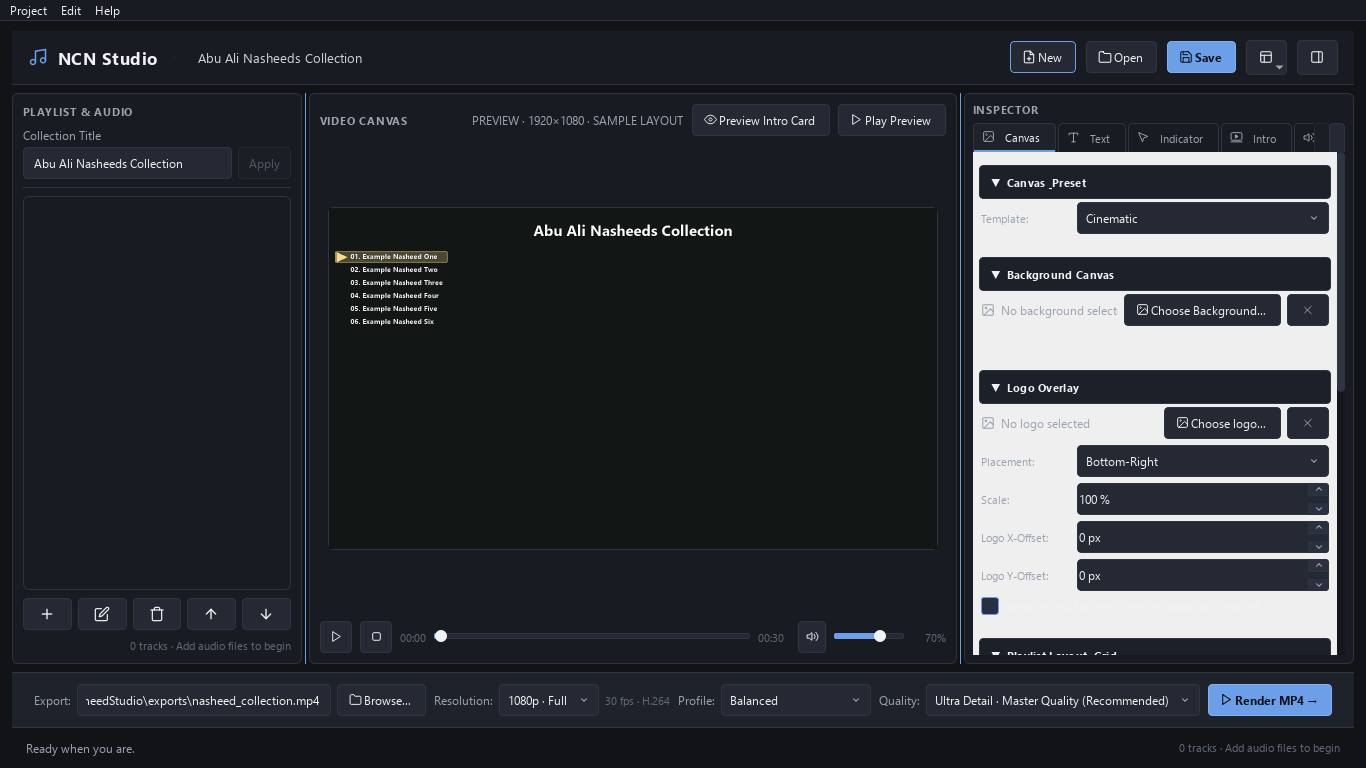 Project Edit Help
NCN Studio
Abu Ali Nasheeds Collection
New
Open
Save
PLAYLIST & AUDIO
Collection Title
Abu Ali Nasheeds Collection
Apply
0 tracks · Add audio files to begin
VIDEO CANVAS
PREVIEW · 1920×1080 · SAMPLE LAYOUT
Preview Intro Card
Play Preview
Abu Ali Nasheeds Collection
01. Example Nasheed One
02. Example Nasheed Two
03. Example Nasheed Three
04. Example Nasheed Four
05. Example Nasheed Five
06. Example Nasheed Six
00:00
00:30
70%
INSPECTOR
Canvas
Text
Indicator
Intro
▼ Canvas _Preset
Template:
Cinematic
▼ Background Canvas
No background select
Choose Background...
▼ Logo Overlay
No logo selected
Choose logo...
Placement:
Bottom-Right
Scale:
100 %
Logo X-Offset:
0 px
Logo Y-Offset:
0 px
Export:
needStudio\exports\nasheed_collection.mp4
Browse...
Resolution:
1080p · Full
30 fps · H.264
Profile:
Balanced
Quality:
Ultra Detail · Master Quality (Recommended)
Render MP4 →
Ready when you are.
0 tracks · Add audio files to begin